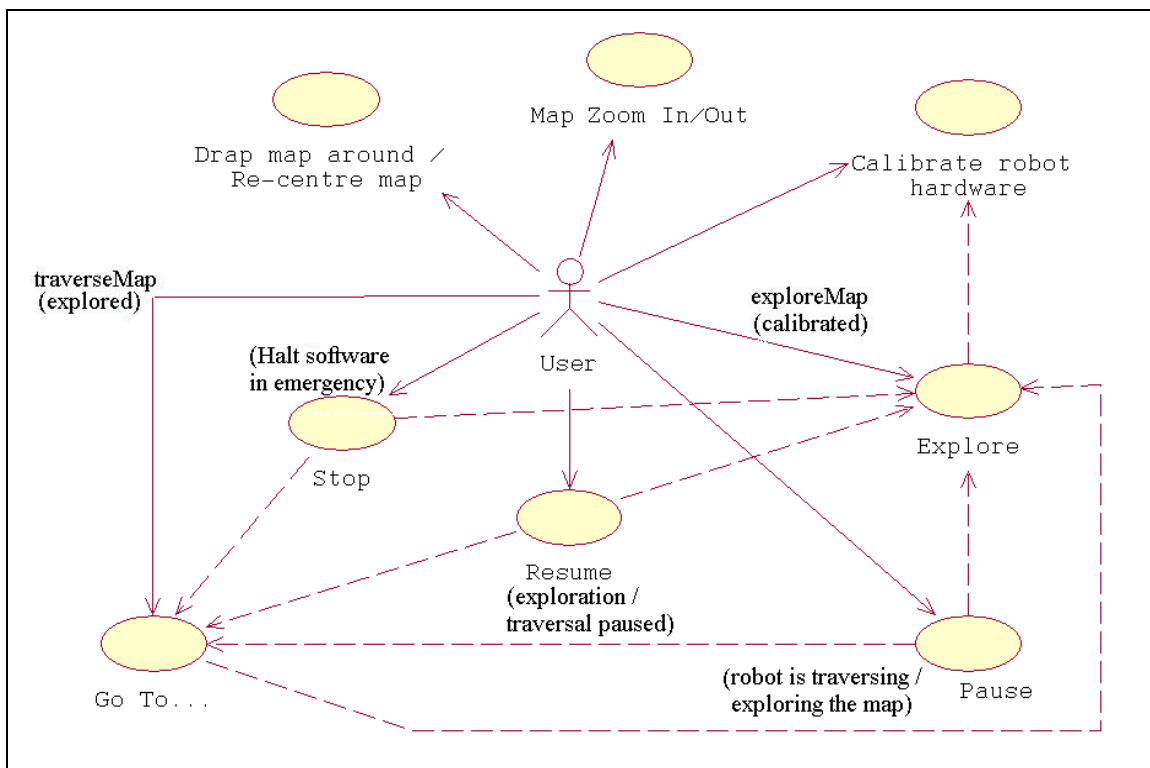 Map Zoom In/Out
Drap map around /
Re-centre map
Calibrate robot
hardware
traverseMap
(explored)
exploreMap
(calibrated)
(Halt software
in emergency)
User
Stop
Explore
Resume
(exploration /
traversal paused)
Go To...
(robot is traversing /
exploring the map)
Pause